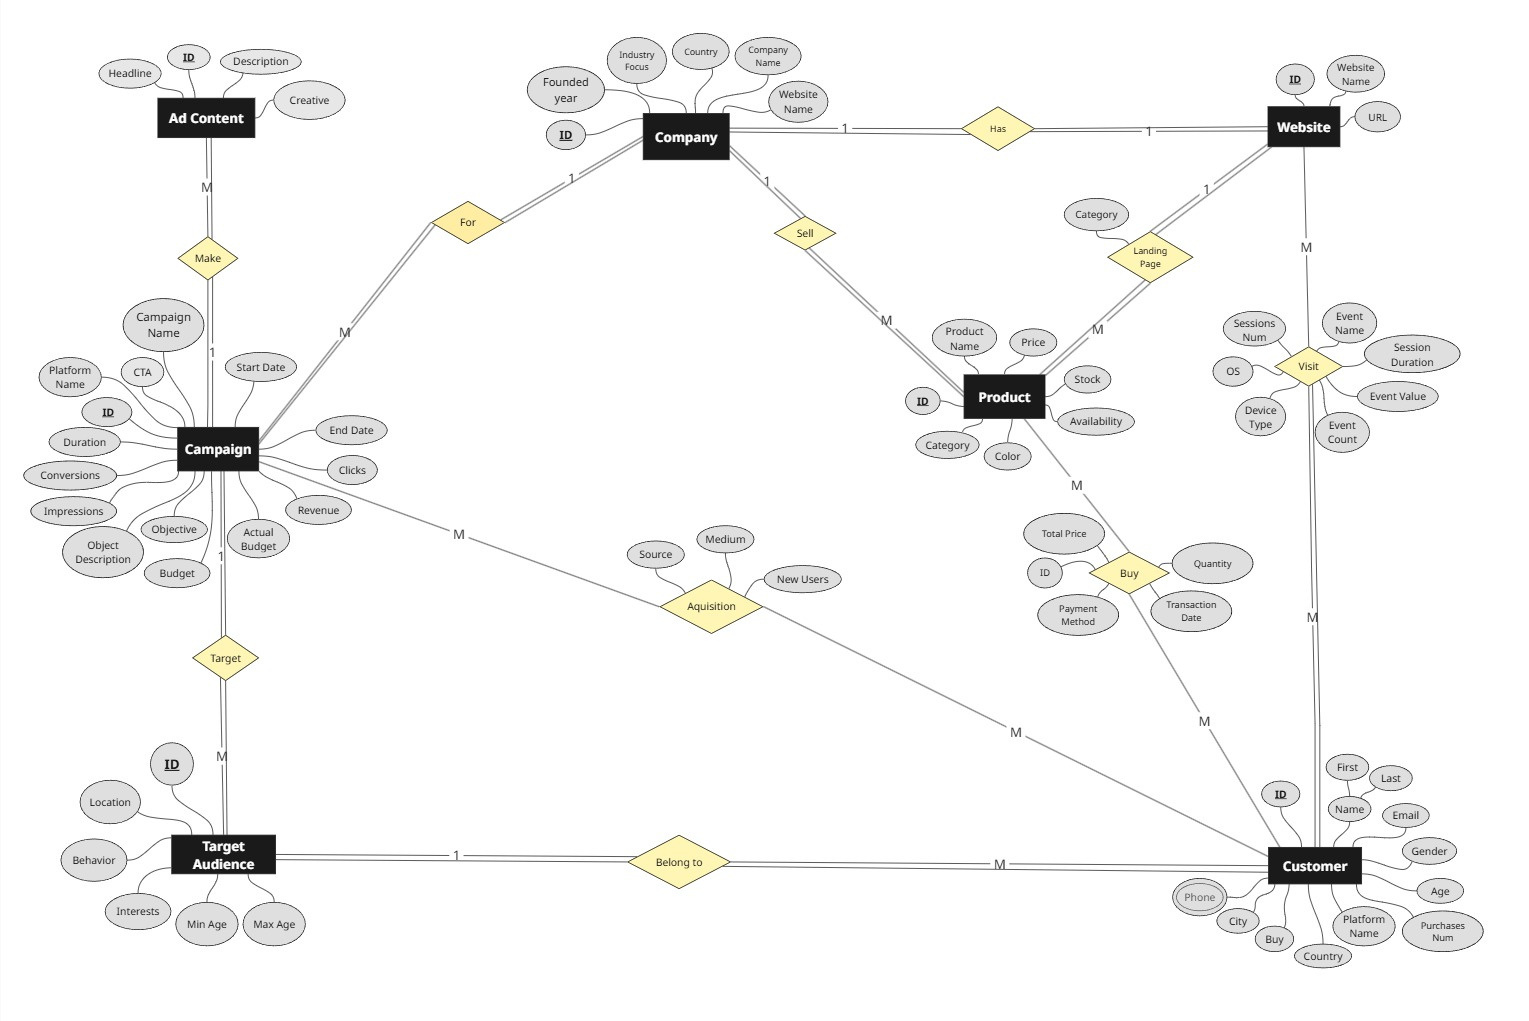 ID
Headline
Description
Creative
Ad Content
Industry
Focus
Country
Company
Name
Founded
year
Website
Name
ID
Company
ID
Website
Name
URL
Website
1
Has
1
M
For
1
1
Sell
1
Category
Landing
Page
M
Make
M
M
M
M
Campaign
Name
1
Platform
Name
CTA
Start Date
ID
Duration
End Date
Campaign
Conversions
Clicks
Impressions
Objective
Revenue
Object
Description
Actual
Budget
Budget
1
Product
Name
Price
Stock
ID
Product
Availability
Category
Color
Sessions
Num
Event
Name
Session
Duration
OS
Visit
Event Value
Device
Type
Event
Count
M
M
Source
Medium
New Users
Aquisition
Total Price
Quantity
ID
Buy
Payment
Method
Transaction
Date
M
Target
M
M
M
ID
Location
Behavior
Target
Audience
Interests
Min Age
Max Age
1
Belong to
M
First
Last
ID
Name
Email
Gender
Customer
Age
Phone
City
Buy
Country
Platform
Name
Purchases
Num